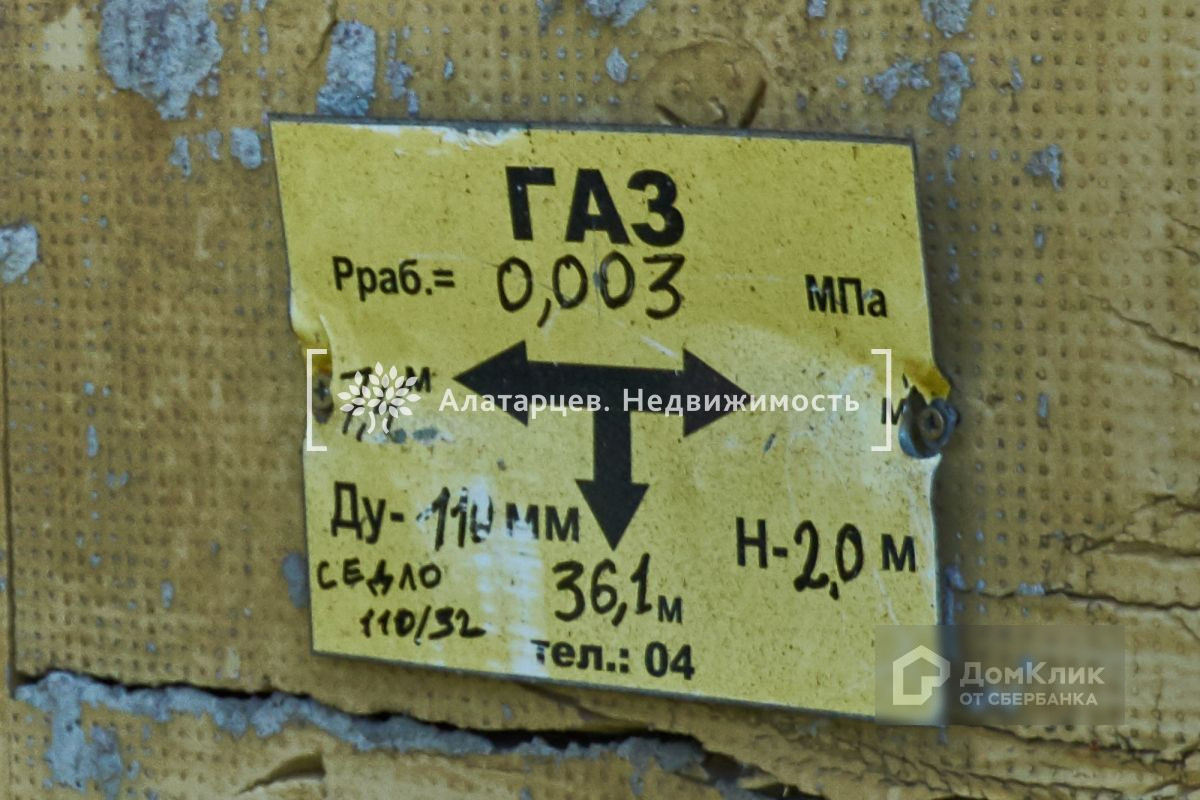 ГАЗ
Рраб.= 0,003 МПа
м
[Алатарцев. Недвижимость]
Ду- 110 мм
Н-2,0 м
СЕДЛО
110/32
36,1 м
тел.: 04
ДомКлик
ОТ СБЕРБАНКА